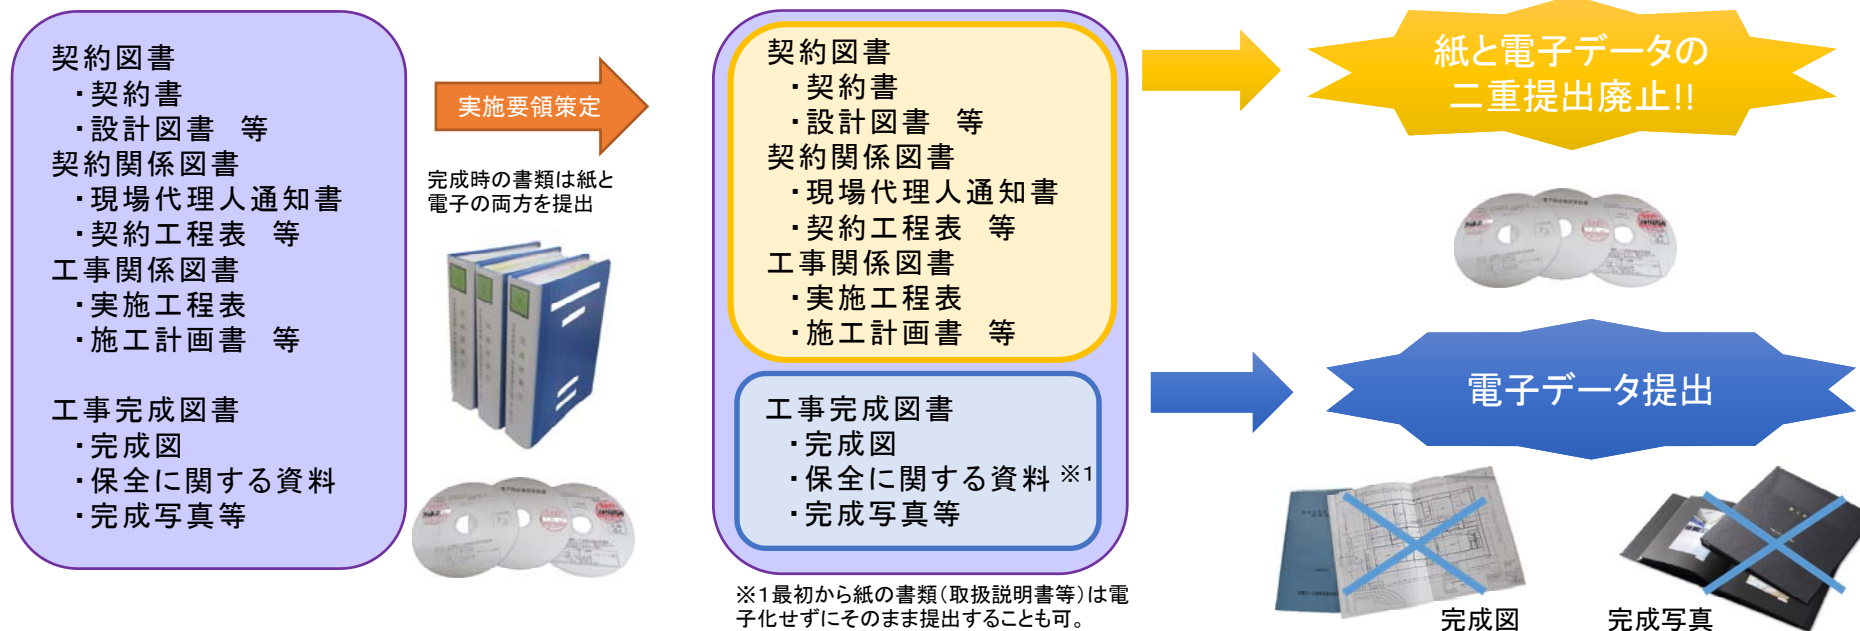 契約図書
・契約書
・設計図書 等
契約関係図書
・現場代理人通知書
・契約工程表 等
工事関係図書
・実施工程表
・施工計画書 等
工事完成図書
・完成図
・保全に関する資料
・完成写真等
実施要領策定
完成時の書類は紙と
電子の両方を提出
契約図書
・契約書
・設計図書 等
契約関係図書
・現場代理人通知書
・契約工程表 等
工事関係図書
・実施工程表
・施工計画書 等
工事完成図書
・完成図
・保全に関する資料※1
・完成写真等
※1最初から紙の書類(取扱説明書等)は電
子化せずにそのまま提出することも可。
紙と電子データの
二重提出廃止!!
電子データ提出
完成図
完成写真